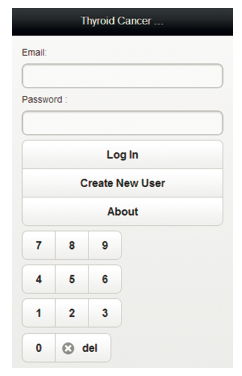 Thyroid Cancer ...
Email:
Password :
Log In
Create New User
About
7 8 9
4 5 6
1 2 3
0 del